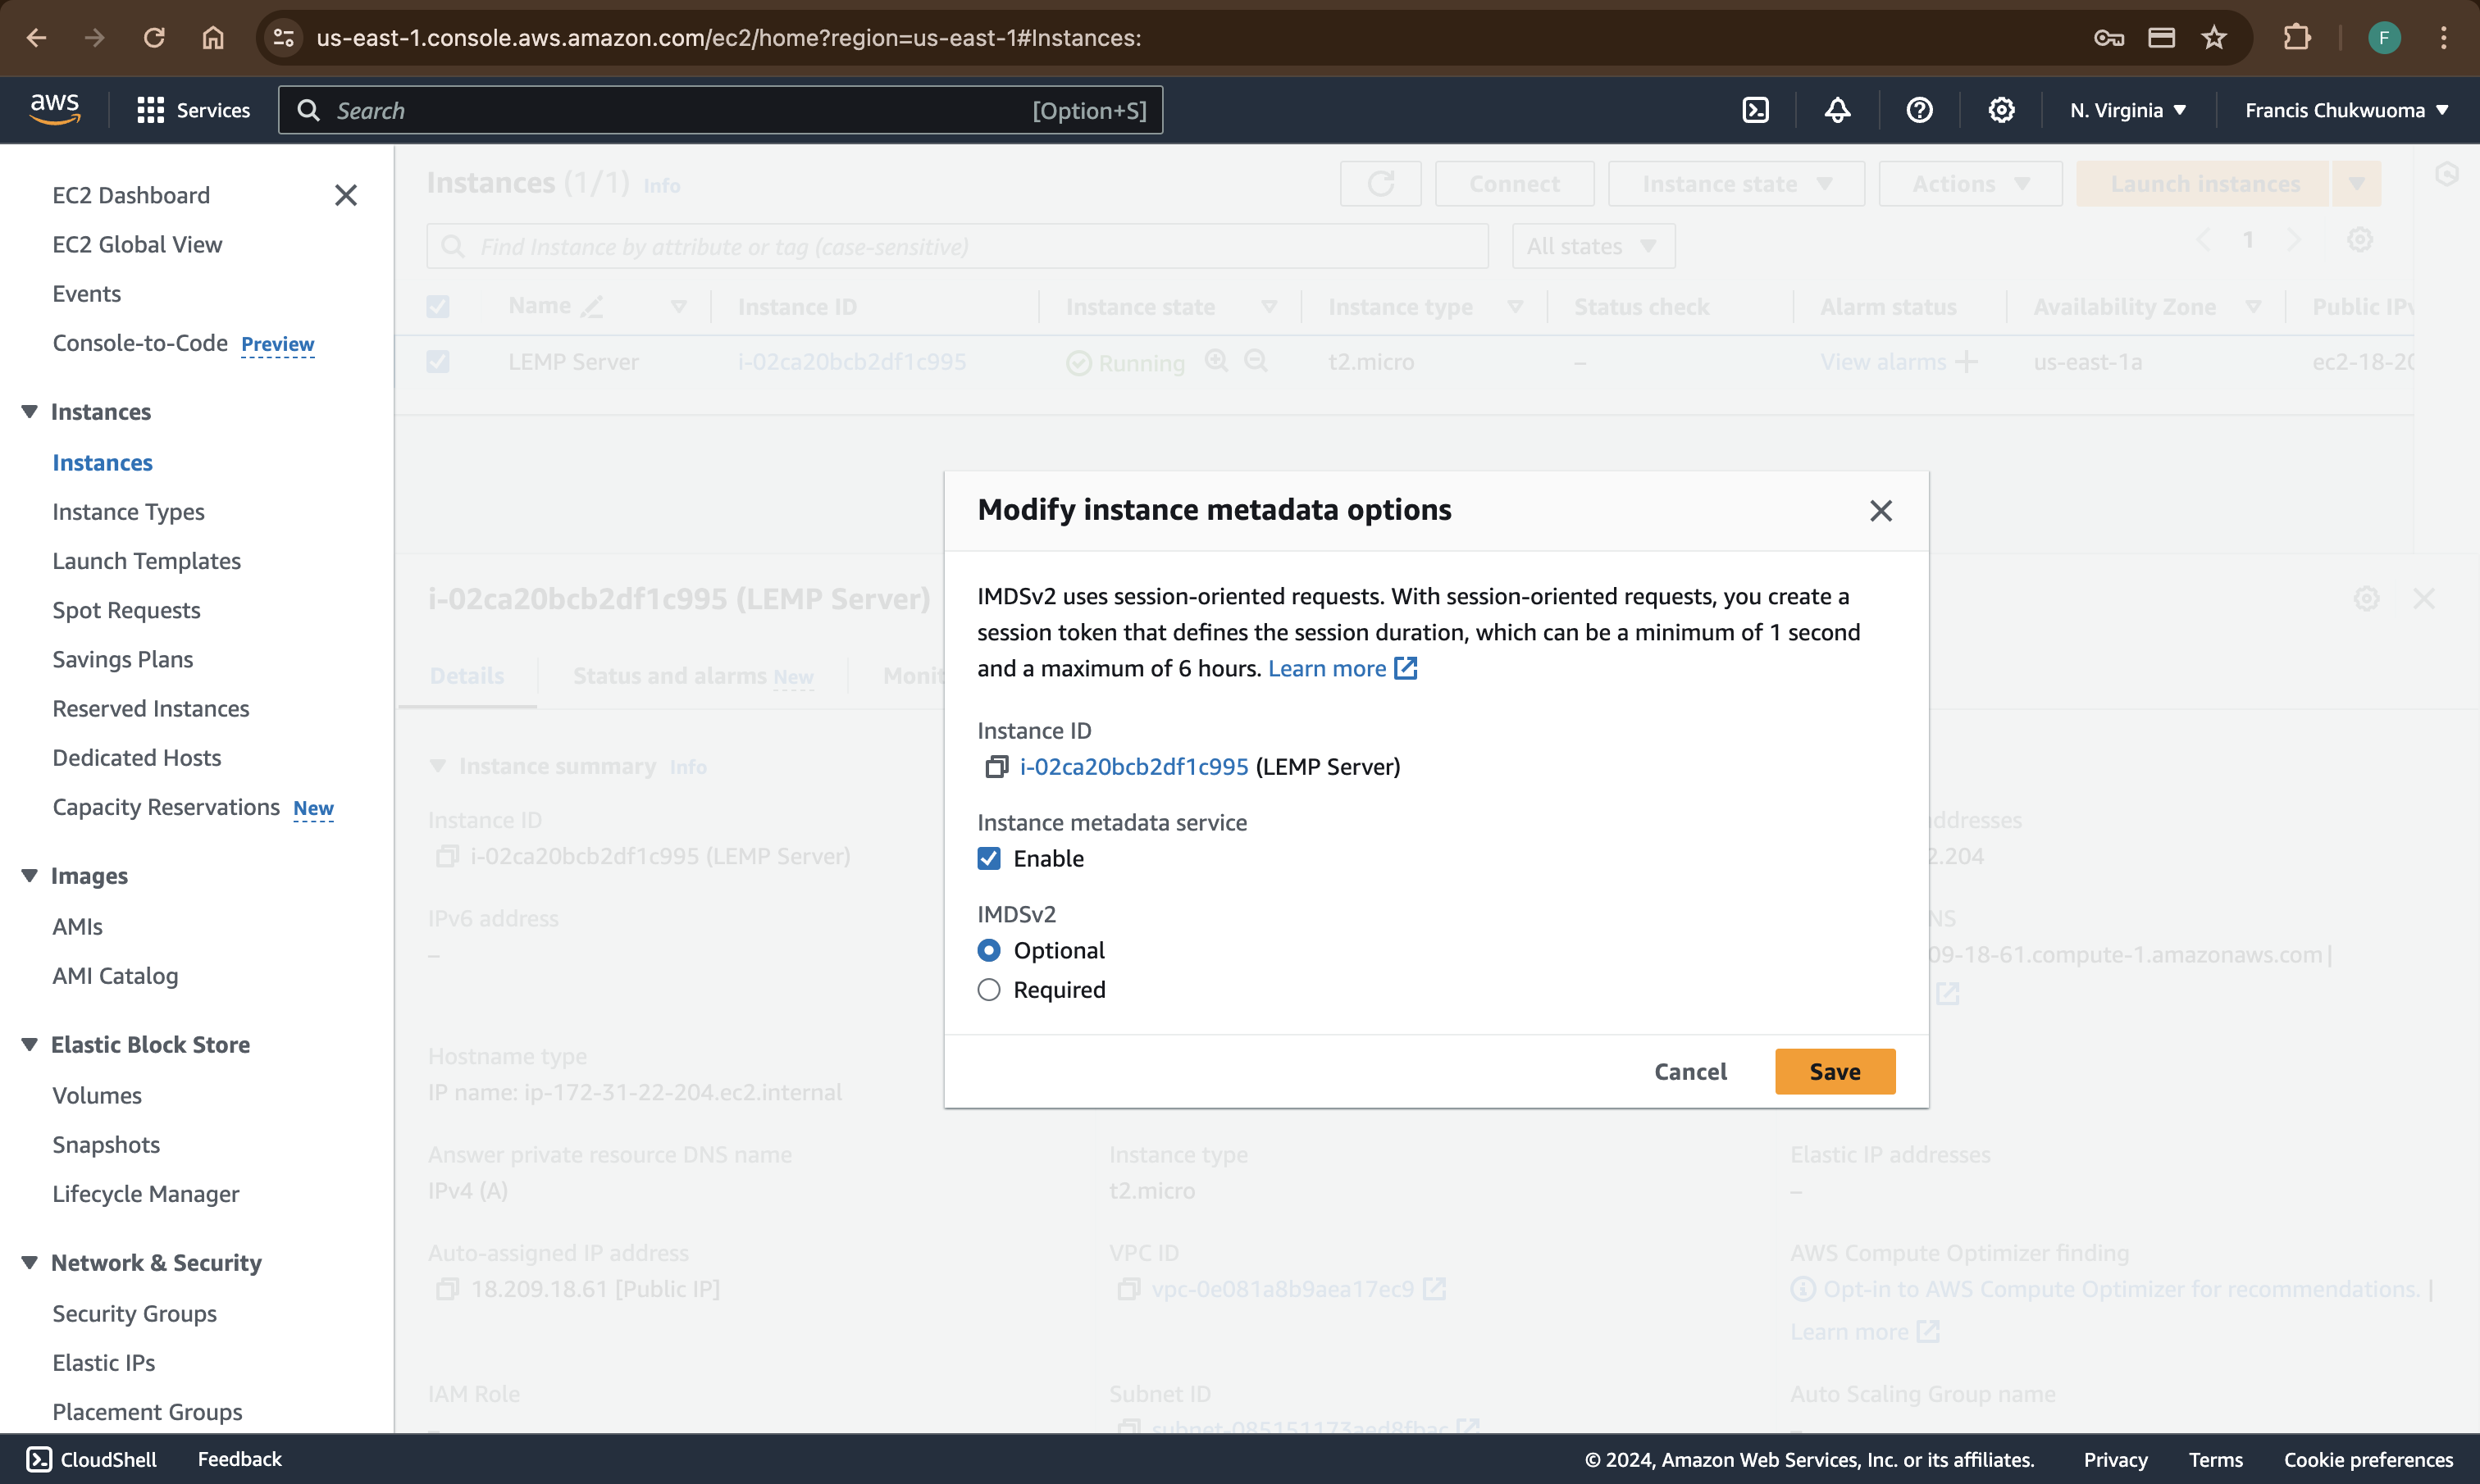 us-east-1.console.aws.amazon.com/ec2/home?region=us-east-1#Instances:
F
aws
Services
Search
[Option+S]
N. Virginia
Francis Chukwuoma
EC2 Dashboard
EC2 Global View
Events
Console-to-Code Preview
Instances
Instances
Instance Types
Launch Templates
Spot Requests
Savings Plans
Reserved Instances
Dedicated Hosts
Capacity Reservations New
Images
AMIs
AMI Catalog
Elastic Block Store
Volumes
Snapshots
Lifecycle Manager
Network & Security
Security Groups
Elastic IPs
Placement Groups
Instances (1/1) Info
Connect
Instance state
Actions
Launch instances
Find Instance by attribute or tag (case-sensitive)
All states
1
Name
Instance ID
Instance state
Instance type
Status check
Alarm status
Availability Zone
Public IPv
LEMP Server
i-02ca20bcb2df1c995
Running
t2.micro
–
View alarms
us-east-1a
ec2-18-20
i-02ca20bcb2df1c995 (LEMP Server)
Details
Status and alarms New
Monit
Instance summary Info
Instance ID
i-02ca20bcb2df1c995 (LEMP Server)
ddresses
2.204
IPv6 address
–
NS
09-18-61.compute-1.amazonaws.com |
Hostname type
IP name: ip-172-31-22-204.ec2.internal
Answer private resource DNS name
IPv4 (A)
Instance type
t2.micro
Elastic IP addresses
–
Auto-assigned IP address
18.209.18.61 [Public IP]
VPC ID
vpc-0e081a8b9aea17ec9
AWS Compute Optimizer finding
Opt-in to AWS Compute Optimizer for recommendations. |
Learn more
IAM Role
Subnet ID
subnet-085151173aed8fbac
Auto Scaling Group name
Modify instance metadata options
IMDSv2 uses session-oriented requests. With session-oriented requests, you create a
session token that defines the session duration, which can be a minimum of 1 second
and a maximum of 6 hours. Learn more
Instance ID
i-02ca20bcb2df1c995 (LEMP Server)
Instance metadata service
Enable
IMDSv2
Optional
Required
Cancel
Save
CloudShell
Feedback
© 2024, Amazon Web Services, Inc. or its affiliates.
Privacy
Terms
Cookie preferences